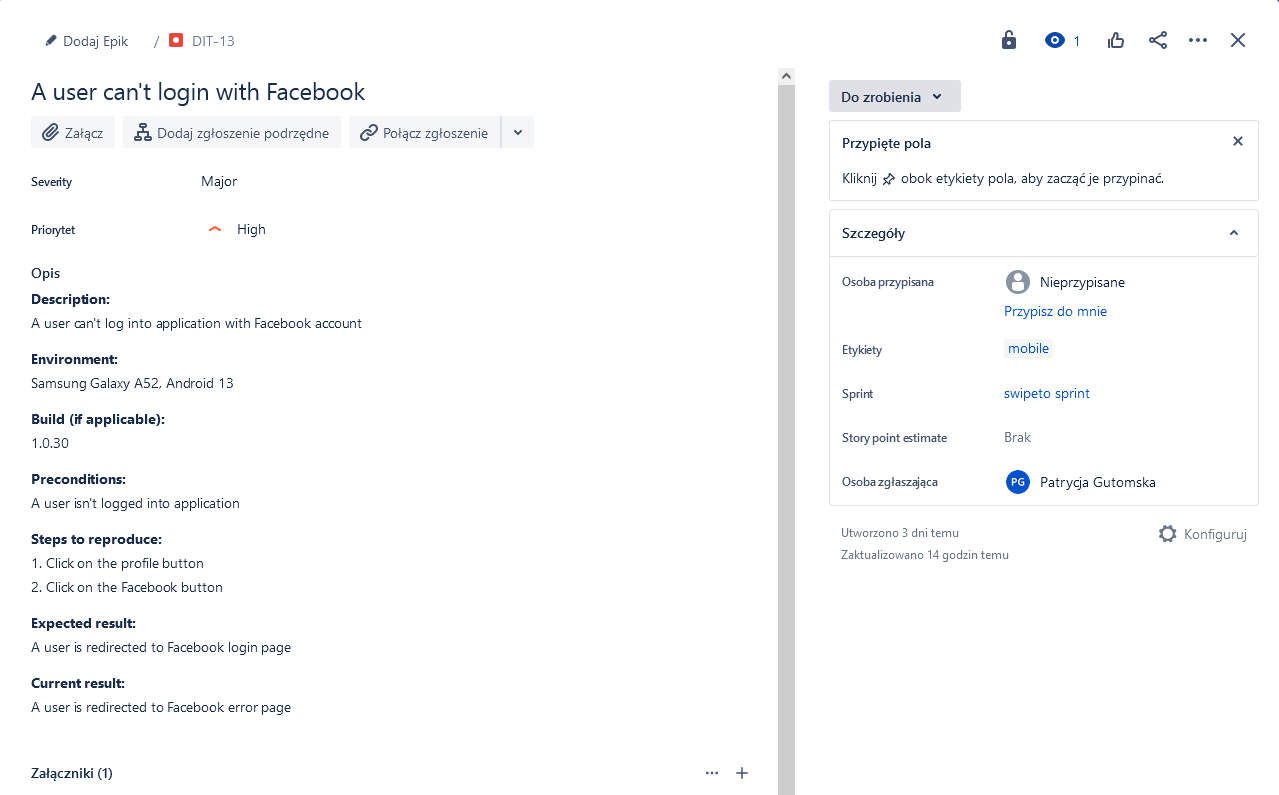 Dodaj Epik / DIT-13
1
A user can't login with Facebook
Załącz Dodaj zgłoszenie podrzędne Połącz zgłoszenie
Severity Major
Priorytet High
Opis
Description:
A user can't log into application with Facebook account
Environment:
Samsung Galaxy A52, Android 13
Build (if applicable):
1.0.30
Preconditions:
A user isn't logged into application
Steps to reproduce:
1. Click on the profile button
2. Click on the Facebook button
Expected result:
A user is redirected to Facebook login page
Current result:
A user is redirected to Facebook error page
Załączniki (1)
Do zrobienia
Przypięte pola
Kliknij obok etykiety pola, aby zacząć je przypinać.
Szczegóły
Osoba przypisana Nieprzypisane
Przypisz do mnie
Etykiety mobile
Sprint swipeto sprint
Story point estimate Brak
Osoba zgłaszająca PG Patrycja Gutomska
Utworzono 3 dni temu Konfiguruj
Zaktualizowano 14 godzin temu